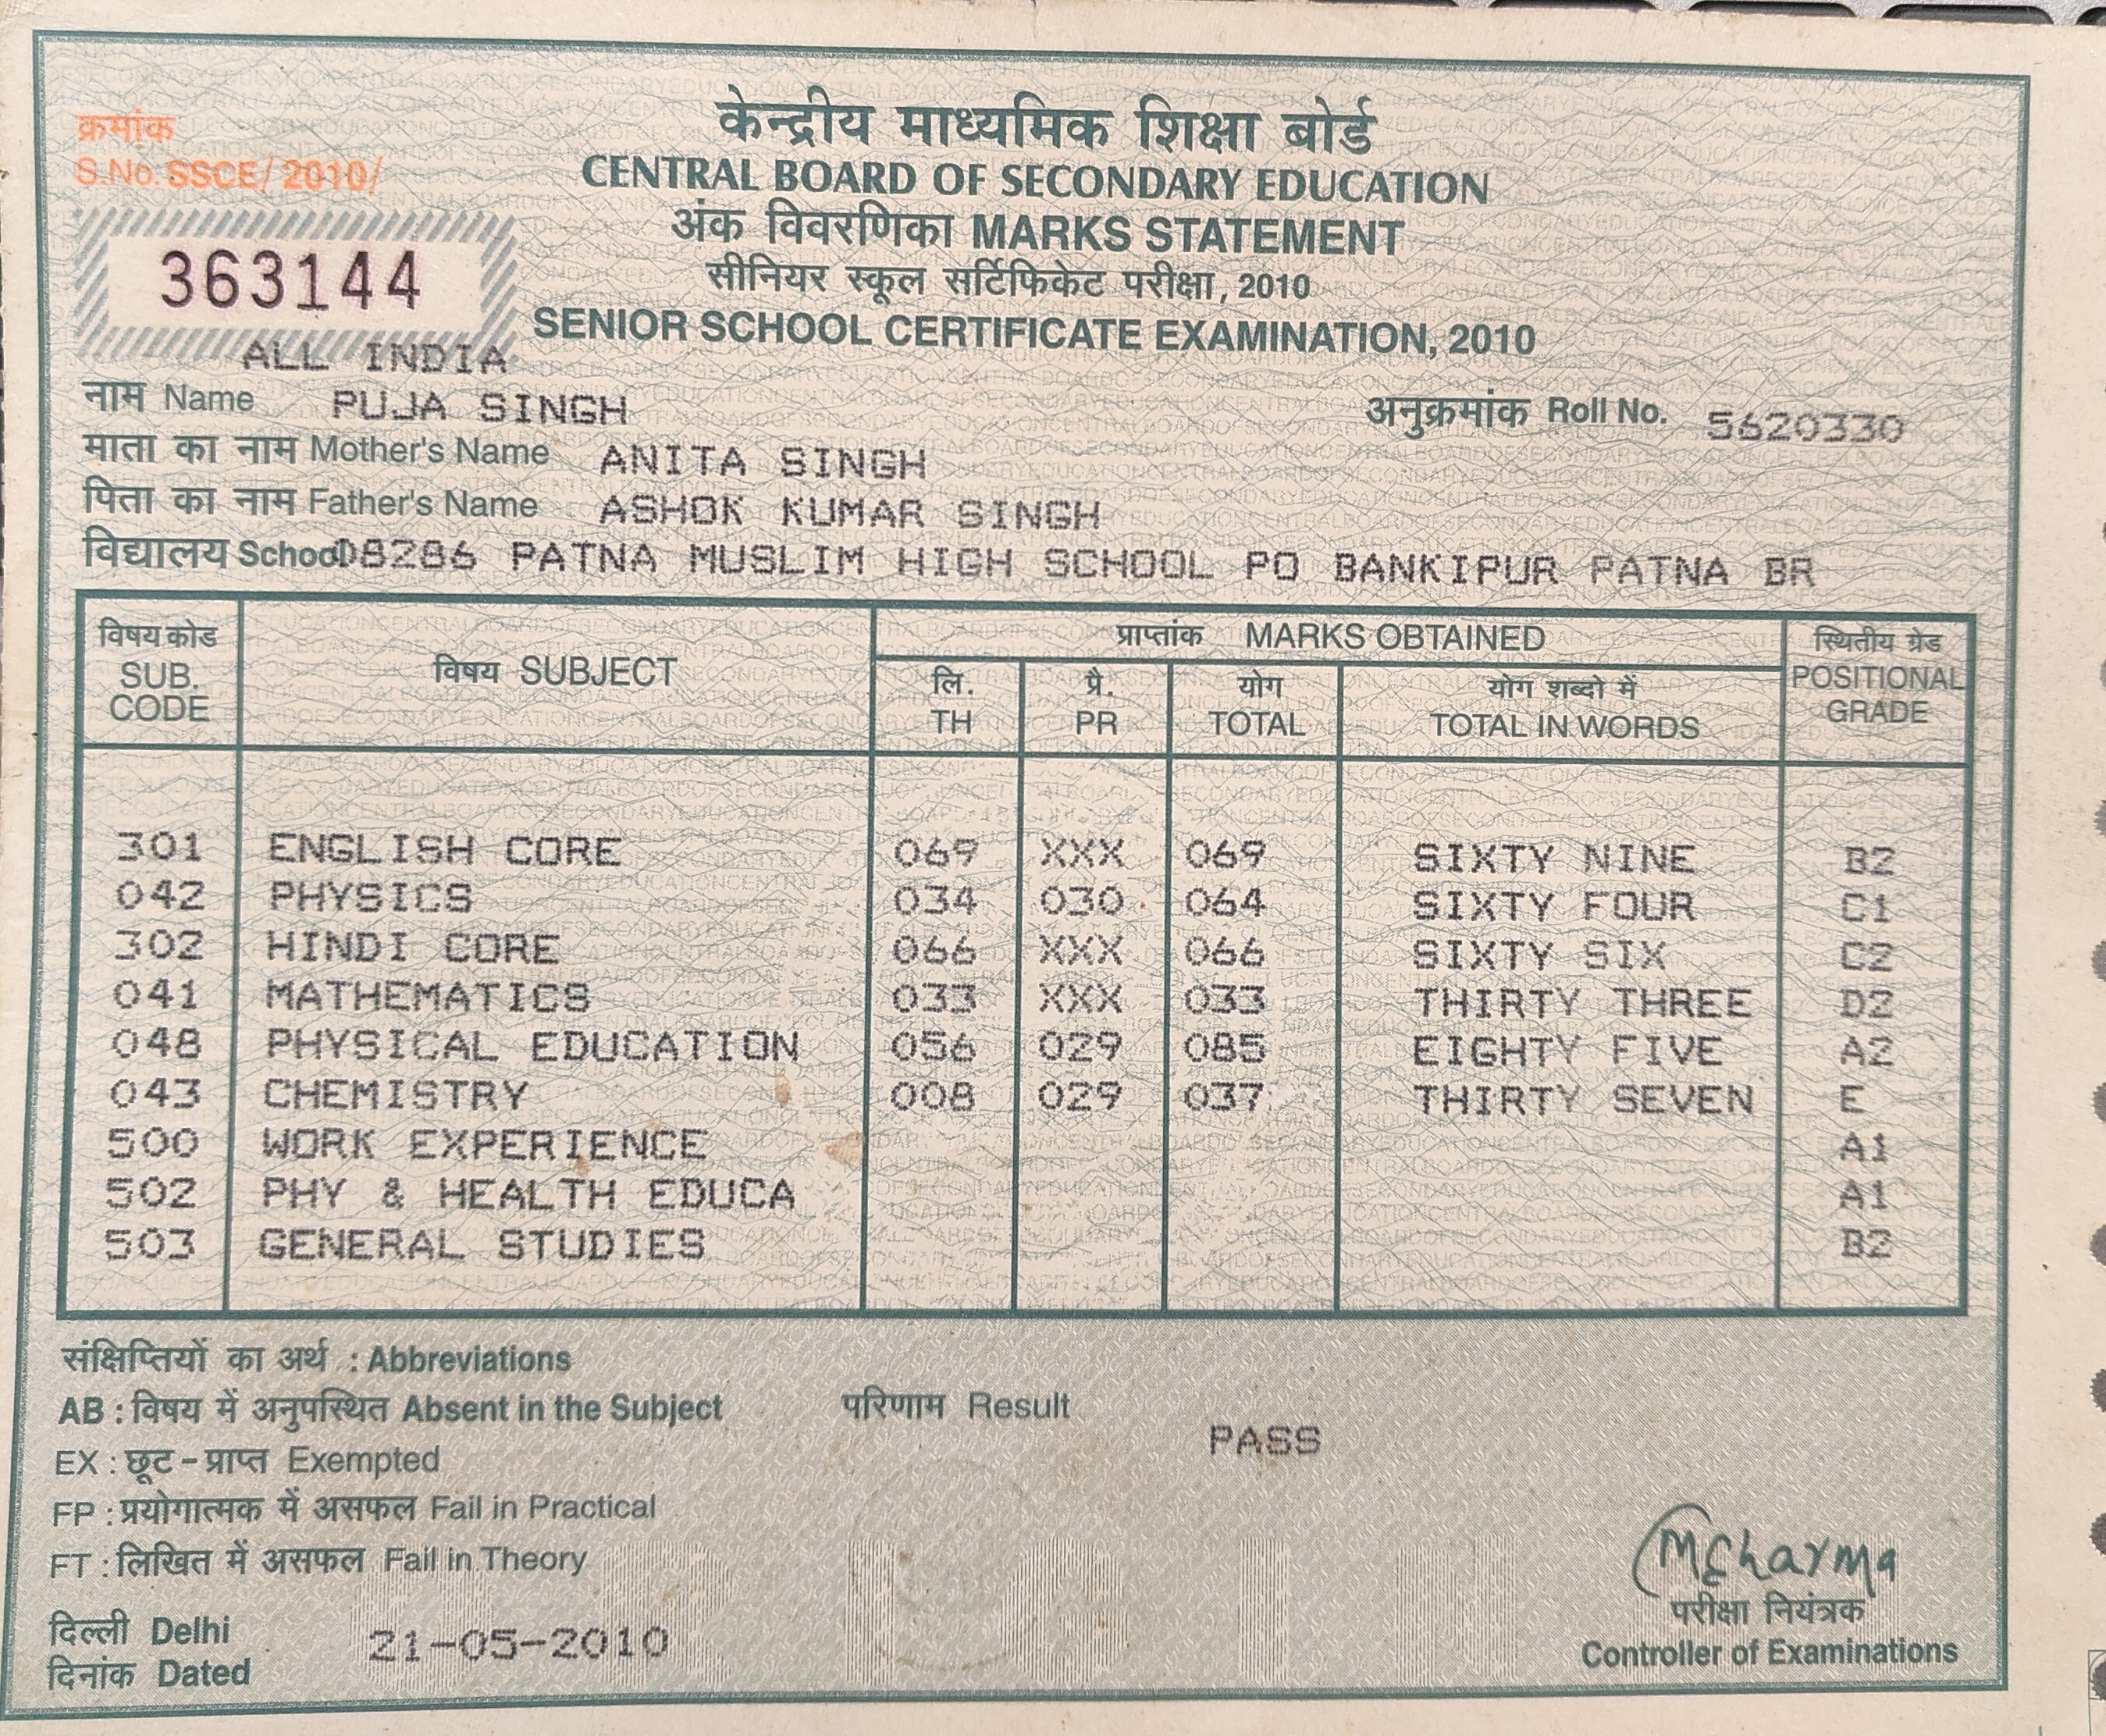 क्रमांक
S.No. SSCE/ 2010/
363144
केन्द्रीय माध्यमिक शिक्षा बोर्ड
CENTRAL BOARD OF SECONDARY EDUCATION
अंक विवरणिका MARKS STATEMENT
सीनियर स्कूल सर्टिफिकेट परीक्षा, 2010
SENIOR SCHOOL CERTIFICATE EXAMINATION, 2010
ALL INDIA
नाम Name PUJA SINGH
अनुक्रमांक Roll No. 5620330
माता का नाम Mother's Name ANITA SINGH
पिता का नाम Father's Name ASHOK KUMAR SINGH
विद्यालय School 08286 PATNA MUSLIM HIGH SCHOOL PO BANKIPUR PATNA BR
विषय कोड SUB. CODE
विषय SUBJECT
प्राप्तांक MARKS OBTAINED
लि. TH
प्रै. PR
योग TOTAL
योग शब्दो में TOTAL IN WORDS
स्थितीय ग्रेड POSITIONAL GRADE
301 ENGLISH CORE 069 XXX 069 SIXTY NINE B2
042 PHYSICS 034 030 064 SIXTY FOUR C1
302 HINDI CORE 066 XXX 066 SIXTY SIX C2
041 MATHEMATICS 033 XXX 033 THIRTY THREE D2
048 PHYSICAL EDUCATION 056 029 085 EIGHTY FIVE A2
043 CHEMISTRY 008 029 037 THIRTY SEVEN E
500 WORK EXPERIENCE A1
502 PHY & HEALTH EDUCA A1
503 GENERAL STUDIES B2
संक्षिप्तियों का अर्थ : Abbreviations
AB : विषय में अनुपस्थित Absent in the Subject
परिणाम Result PASS
EX : छूट - प्राप्त Exempted
FP : प्रयोगात्मक में असफल Fail in Practical
FT : लिखित में असफल Fail in Theory
दिल्ली Delhi
दिनांक Dated 21-05-2010
MSharma
परीक्षा नियंत्रक
Controller of Examinations